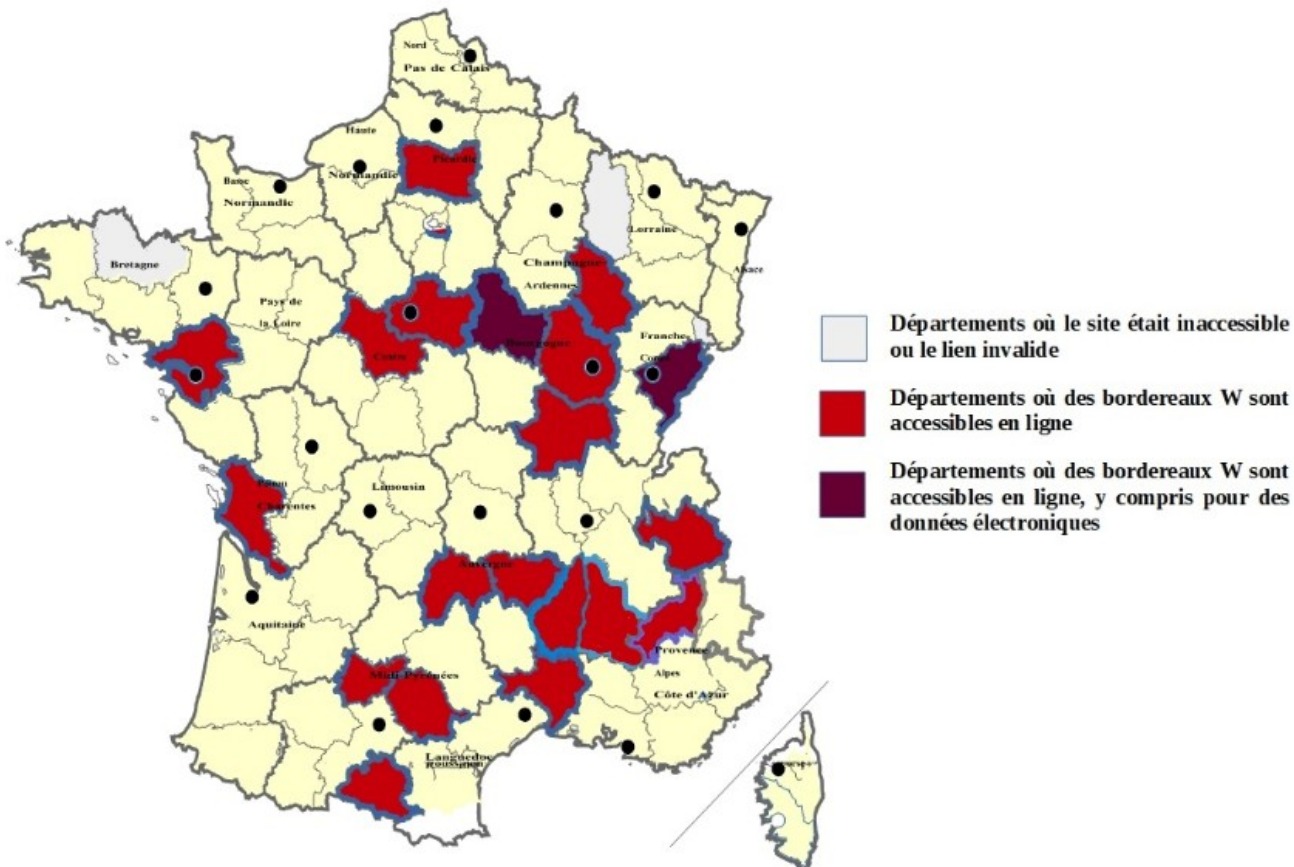 Nord
Pas de Calais
Haute
Normandie
Picardie
Basse
Normandie
Lorraine
Alsace
Bretagne
Champagne
Ardennes
Pays de
la Loire
Centre
Bourgogne
Franche
Comté
Poitou
Charentes
Limousin
Auvergne
Aquitaine
Midi-Pyrénées
Provence
Alpes
Côte d'Azur
Languedoc
Départements où le site était inaccessible
ou le lien invalide
Départements où des bordereaux W sont
accessibles en ligne
Départements où des bordereaux W sont
accessibles en ligne, y compris pour des
données électroniques